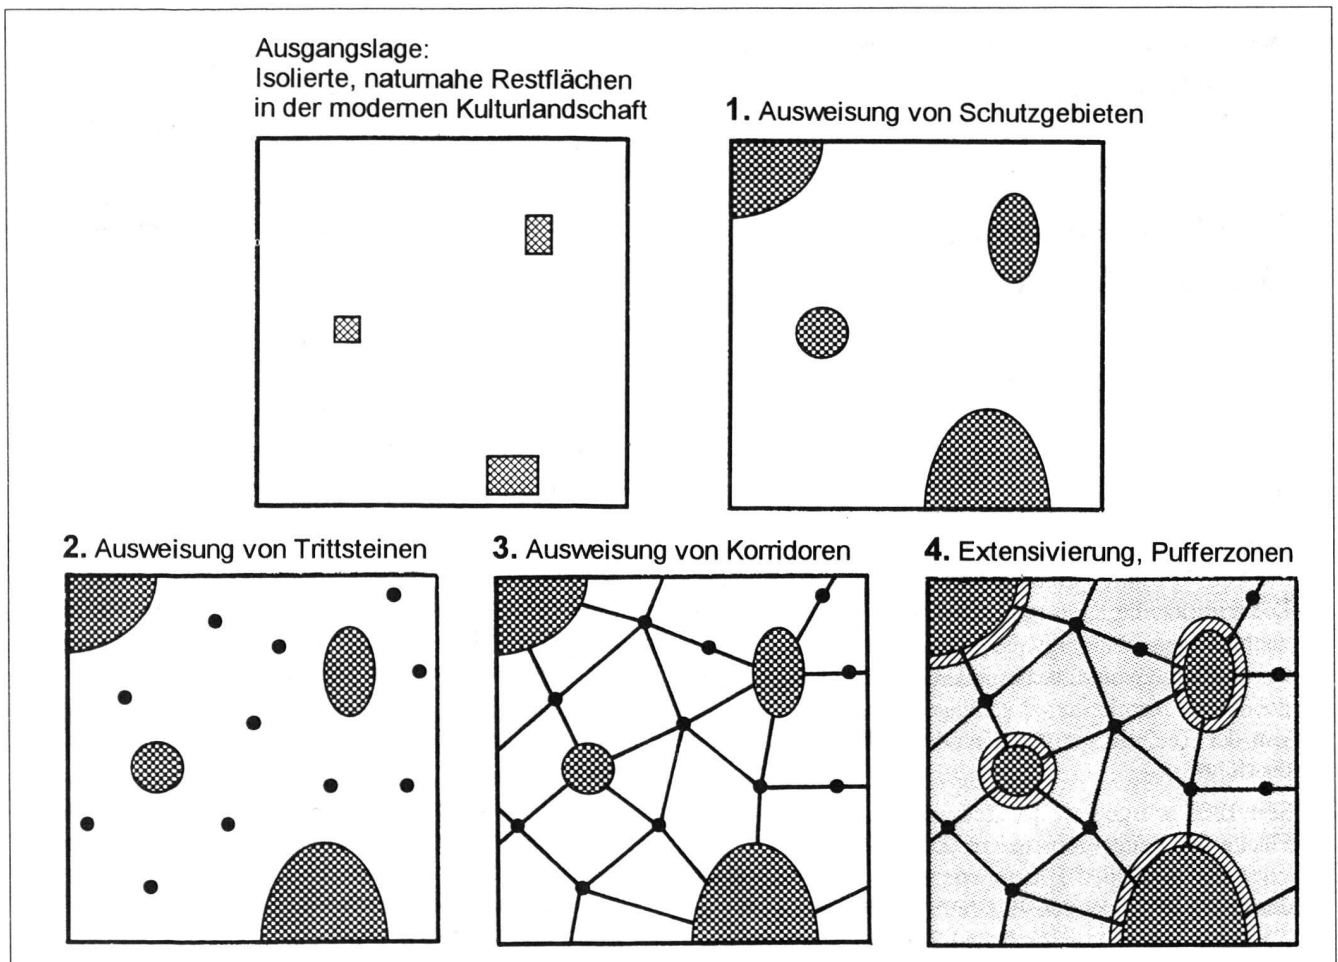 Ausgangslage:
Isolierte, naturnahe Restflächen
in der modernen Kulturlandschaft
1. Ausweisung von Schutzgebieten
2. Ausweisung von Trittsteinen
3. Ausweisung von Korridoren
4. Extensivierung, Pufferzonen